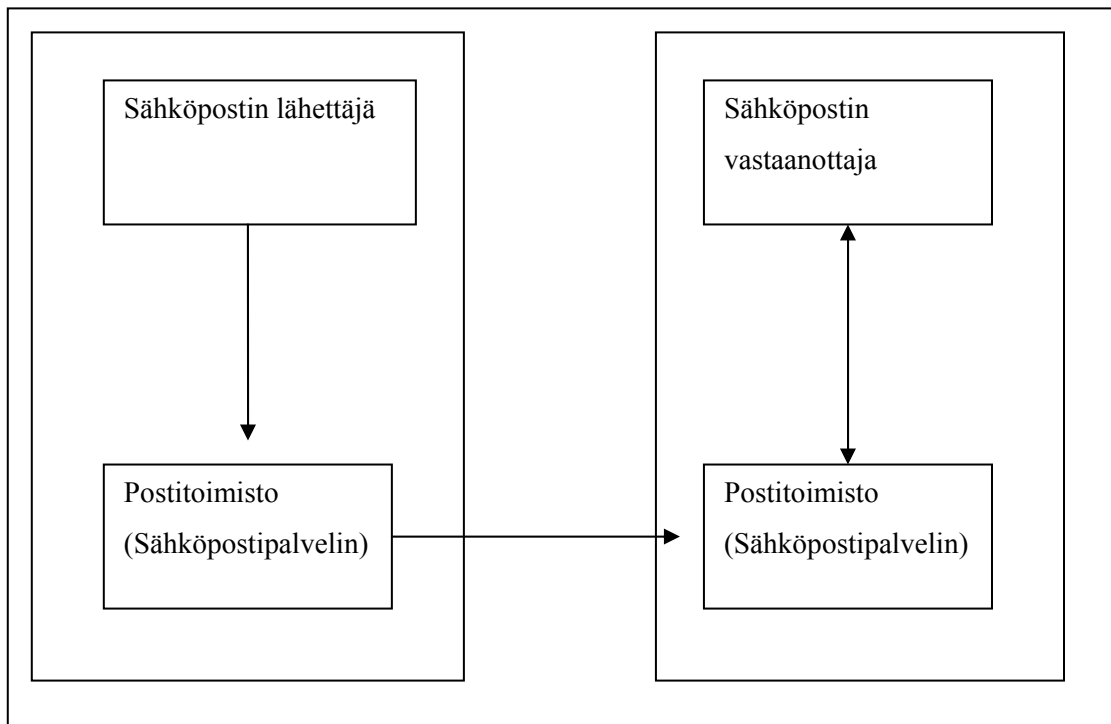 Sähköpostin lähettäjä
Sähköpostin
vastaanottaja
Postitoimisto
(Sähköpostipalvelin)
Postitoimisto
(Sähköpostipalvelin)